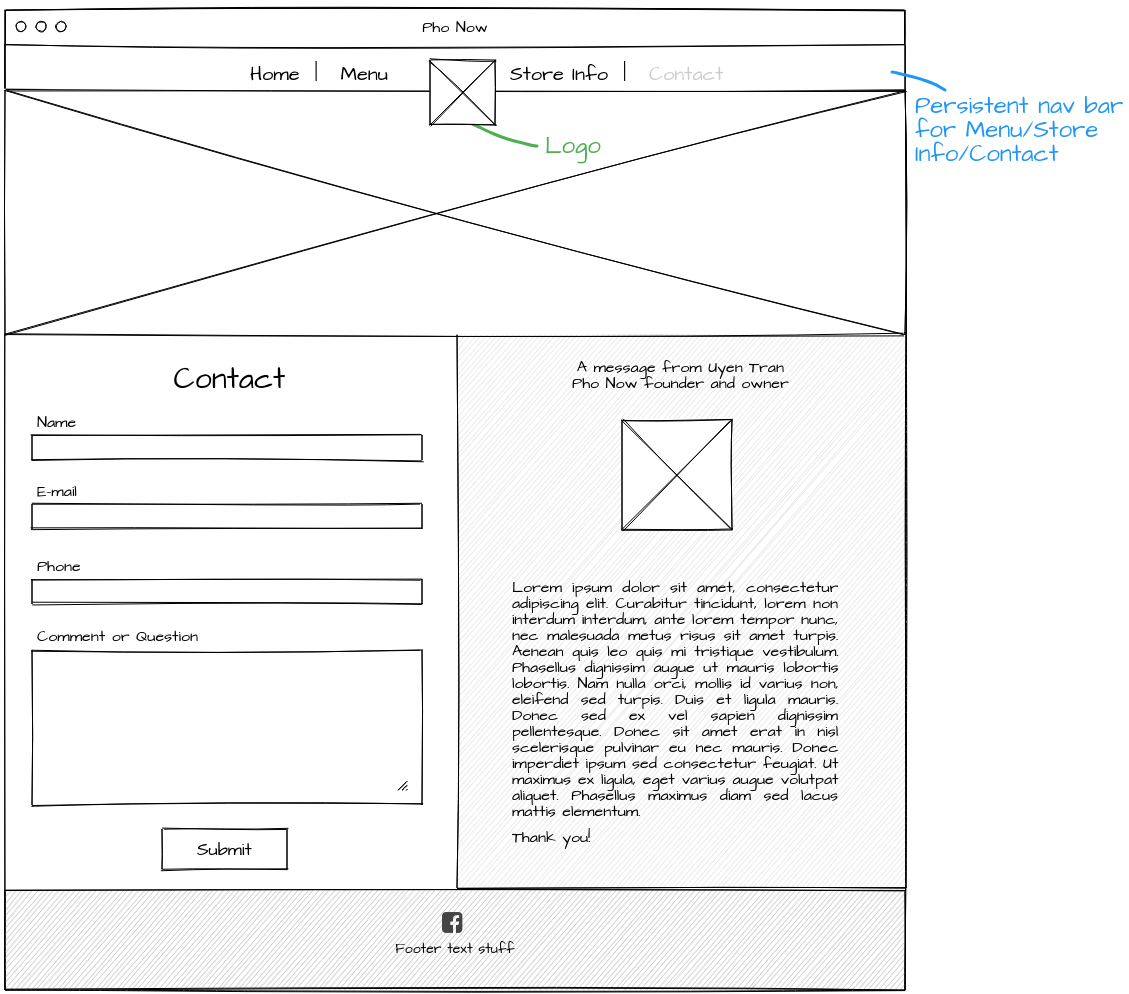 Pho Now
Home | Menu
Store Info | Contact
Persistent nav bar
for Menu/Store
Info/Contact
Logo
Contact
Name
E-mail
Phone
Comment or Question
Submit
A message from Uyen Tran
Pho Now founder and owner
Lorem ipsum dolor sit amet, consectetur
adipiscing elit. Curabitur tincidunt, lorem non
interdum interdum, ante lorem tempor nunc,
nec malesuada metus risus sit amet turpis.
Aenean quis leo quis mi tristique vestibulum.
Phasellus dignissim augue ut mauris lobortis
lobortis. Nam nulla orci, mollis id varius non,
eleifend sed turpis. Duis et ligula mauris.
Donec sed ex vel sapien dignissim
pellentesque. Donec sit amet erat in nisl
scelerisque pulvinar eu nec mauris. Donec
imperdiet ipsum sed consectetur feugiat. Ut
maximus ex ligula, eget varius augue volutpat
aliquet. Phasellus maximus diam sed lacus
mattis elementum.
Thank you!
Footer text stuff